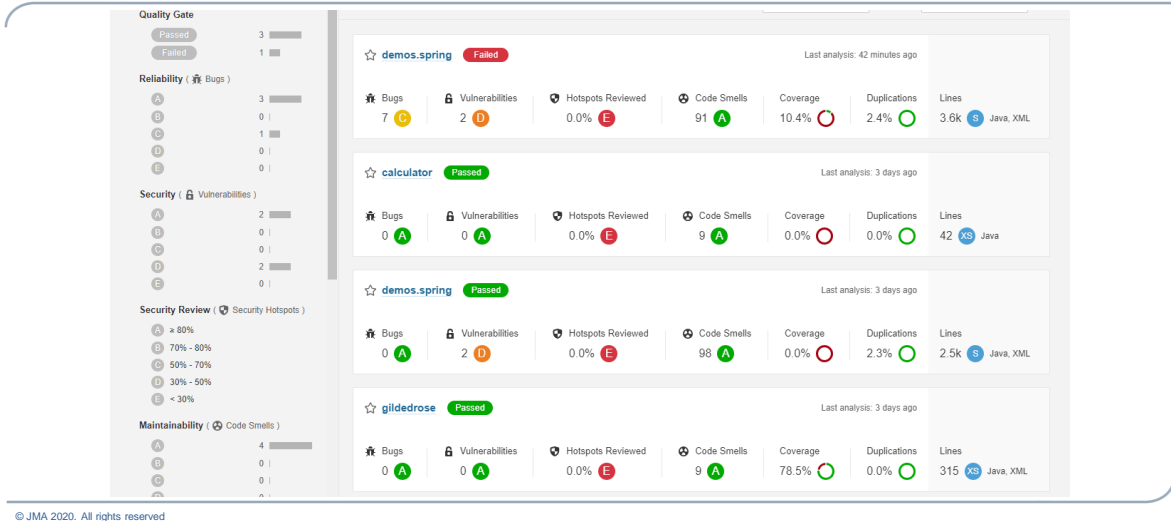 Quality Gate
Passed 3
Failed 1
Reliability ( Bugs )
A 3
B 0
C 1
D 0
E 0
Security ( Vulnerabilities )
A 2
B 0
C 0
D 2
E 0
Security Review ( Security Hotspots )
A ≥ 80%
B 70% - 80%
C 50% - 70%
D 30% - 50%
E < 30%
Maintainability ( Code Smells )
A 4
B 0
C 0
D 0
demos.spring Failed Last analysis: 42 minutes ago
Bugs Vulnerabilities Hotspots Reviewed Code Smells Coverage Duplications Lines
7 C 2 D 0.0% E 91 A 10.4% 2.4% 3.6k S Java, XML
calculator Passed Last analysis: 3 days ago
Bugs Vulnerabilities Hotspots Reviewed Code Smells Coverage Duplications Lines
0 A 0 A 0.0% E 9 A 0.0% 0.0% 42 XS Java
demos.spring Passed Last analysis: 3 days ago
Bugs Vulnerabilities Hotspots Reviewed Code Smells Coverage Duplications Lines
0 A 2 D 0.0% E 98 A 0.0% 2.3% 2.5k S Java, XML
gildedrose Passed Last analysis: 3 days ago
Bugs Vulnerabilities Hotspots Reviewed Code Smells Coverage Duplications Lines
0 A 0 A 0.0% E 9 A 78.5% 0.0% 315 XS Java, XML
© JMA 2020. All rights reserved